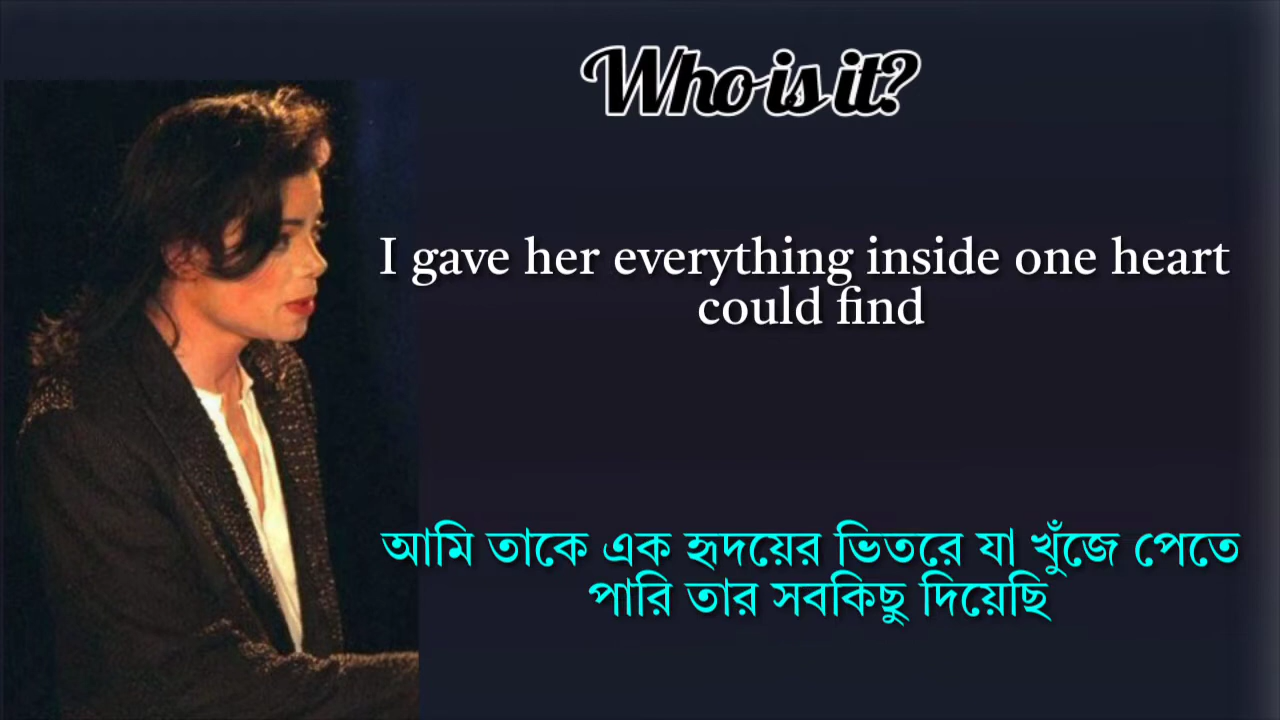 Who is it?
I gave her everything inside one heart
could find
আমি তাকে এক হৃদয়ের ভিতরে যা খুঁজে পেতে
পারি তার সবকিছু দিয়েছি